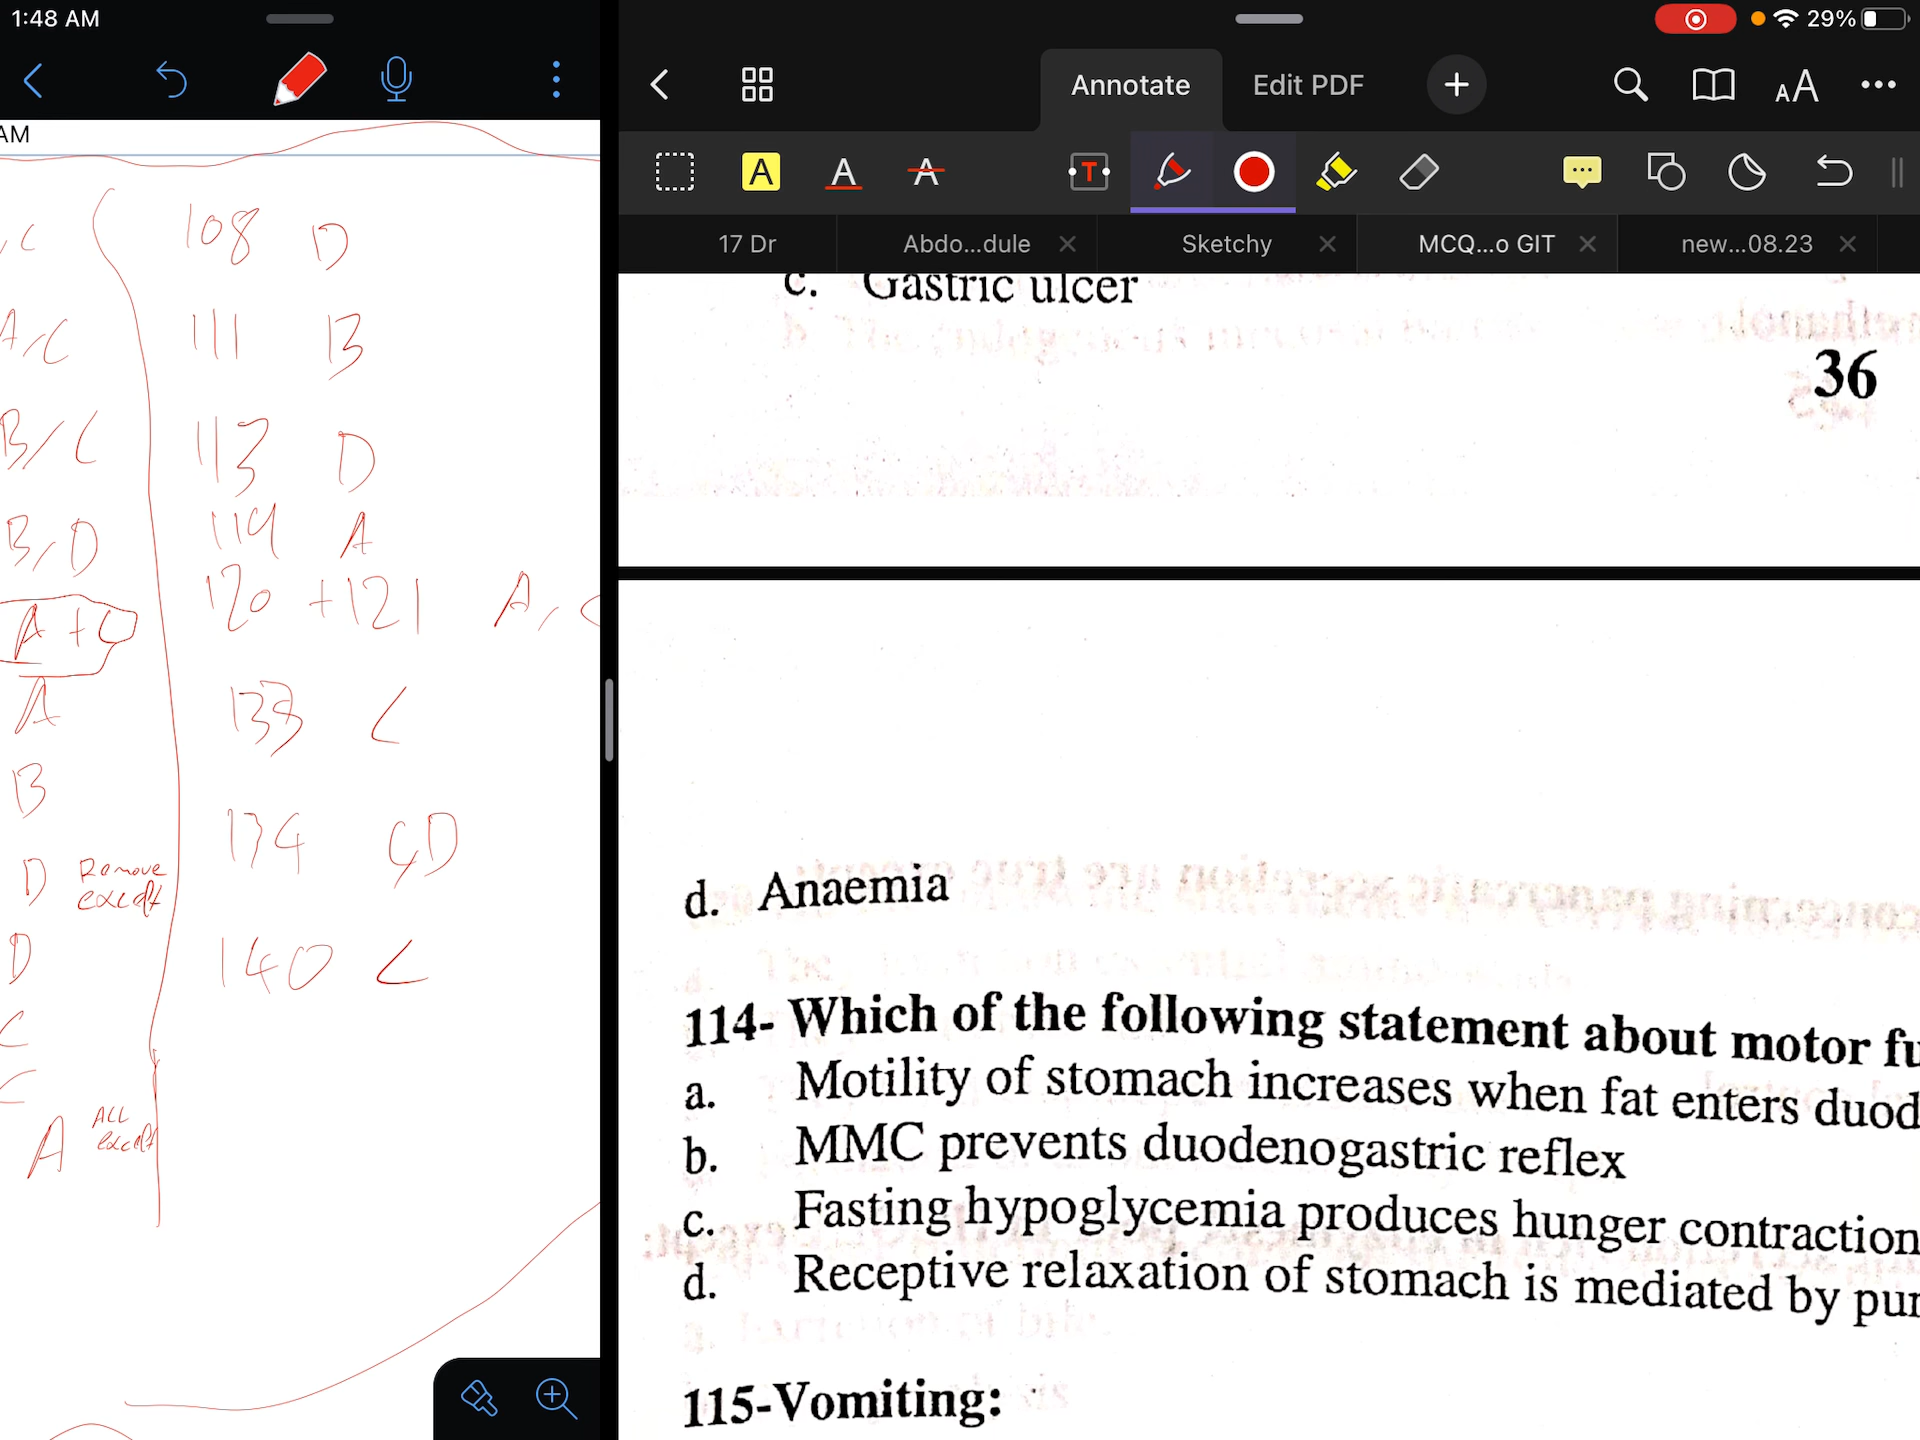 1:48 AM
29%
Annotate
Edit PDF
AA
AM
A
A
A
T
17 Dr
Abdo...dule
Sketchy
MCQ...o GIT
new...08.23
, C
108 D
A,C
111 B
B/C
113 D
B,D
114 A
A+C
120 +121 A, C
A
133 C
B
134 C,D
D Remove except
D
140 C
C
C
A ALL except
c. Gastric ulcer
36
d. Anaemia
114- Which of the following statement about motor fu
a. Motility of stomach increases when fat enters duod
b. MMC prevents duodenogastric reflex
c. Fasting hypoglycemia produces hunger contraction
d. Receptive relaxation of stomach is mediated by pur
115-Vomiting: